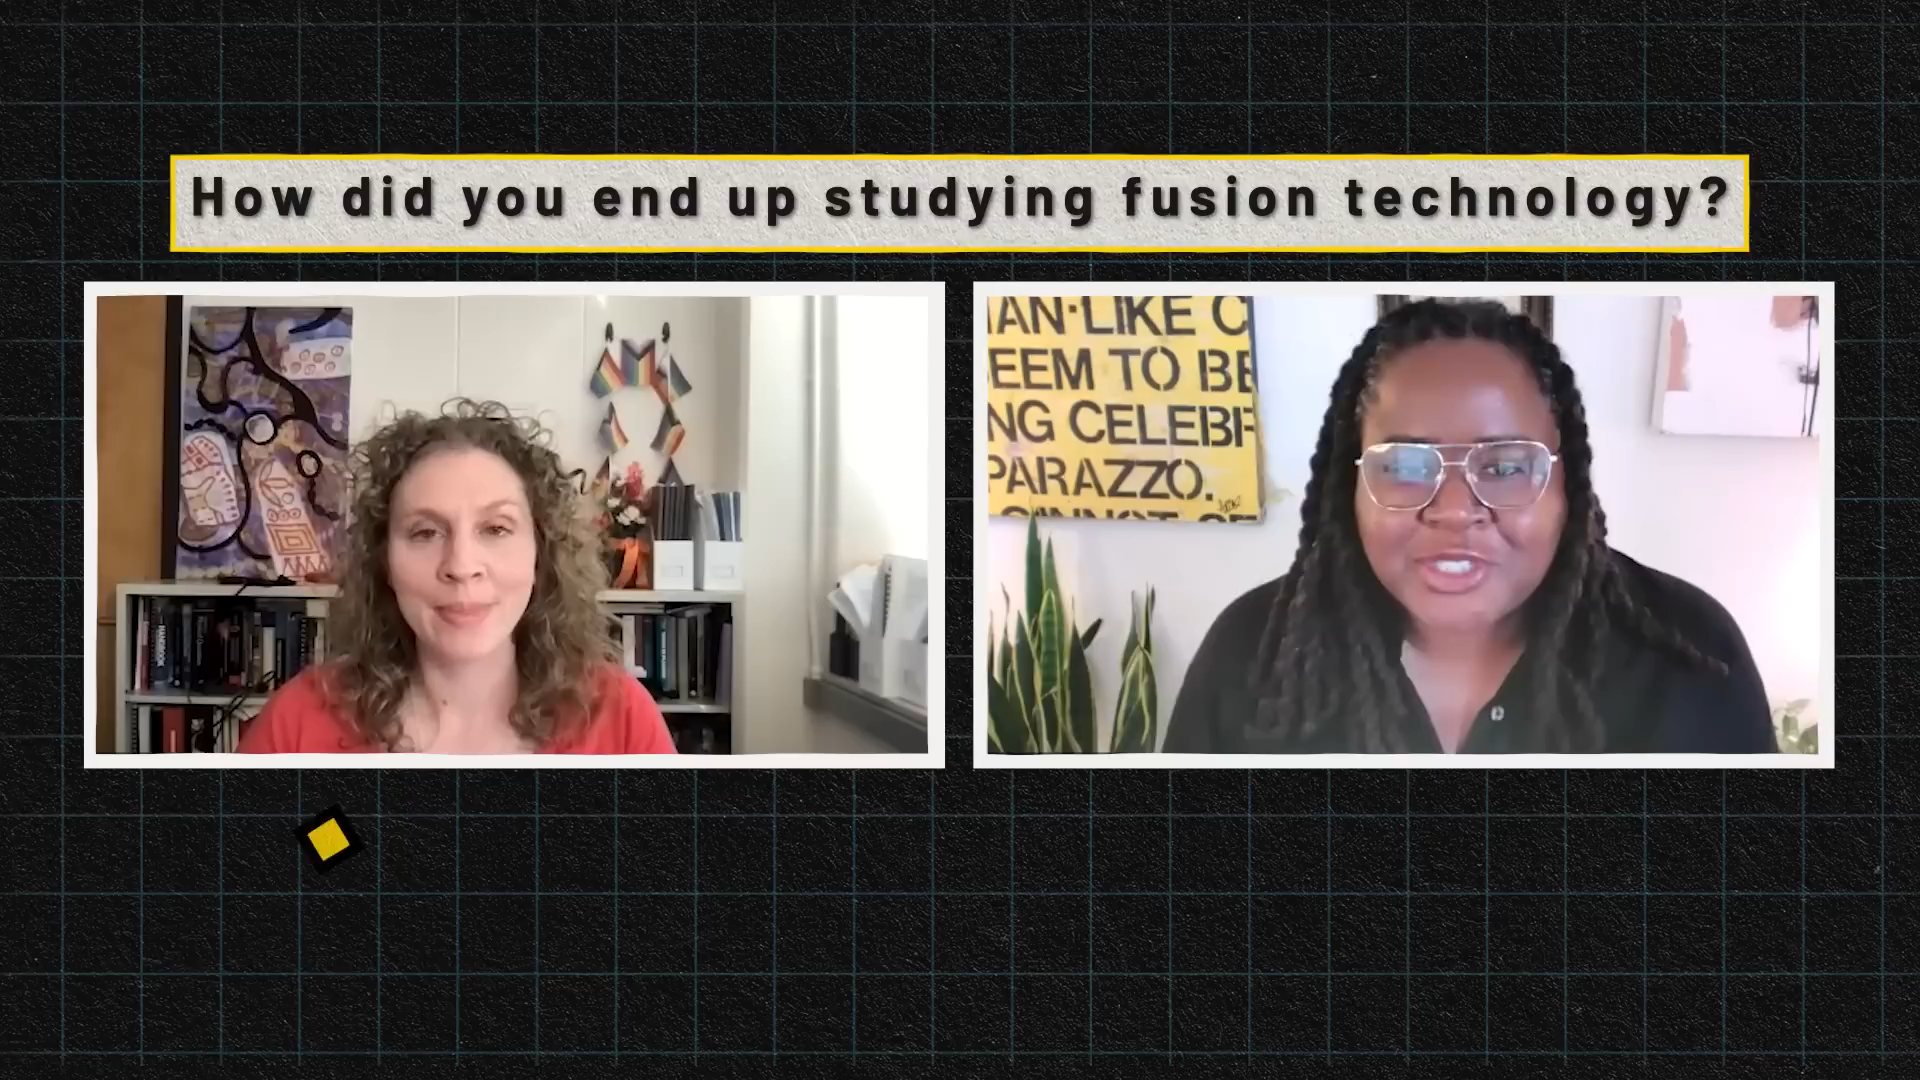 How did you end up studying fusion technology?
AN·LIKE C
EEM TO BE
NG CELEBR
PARAZZO.